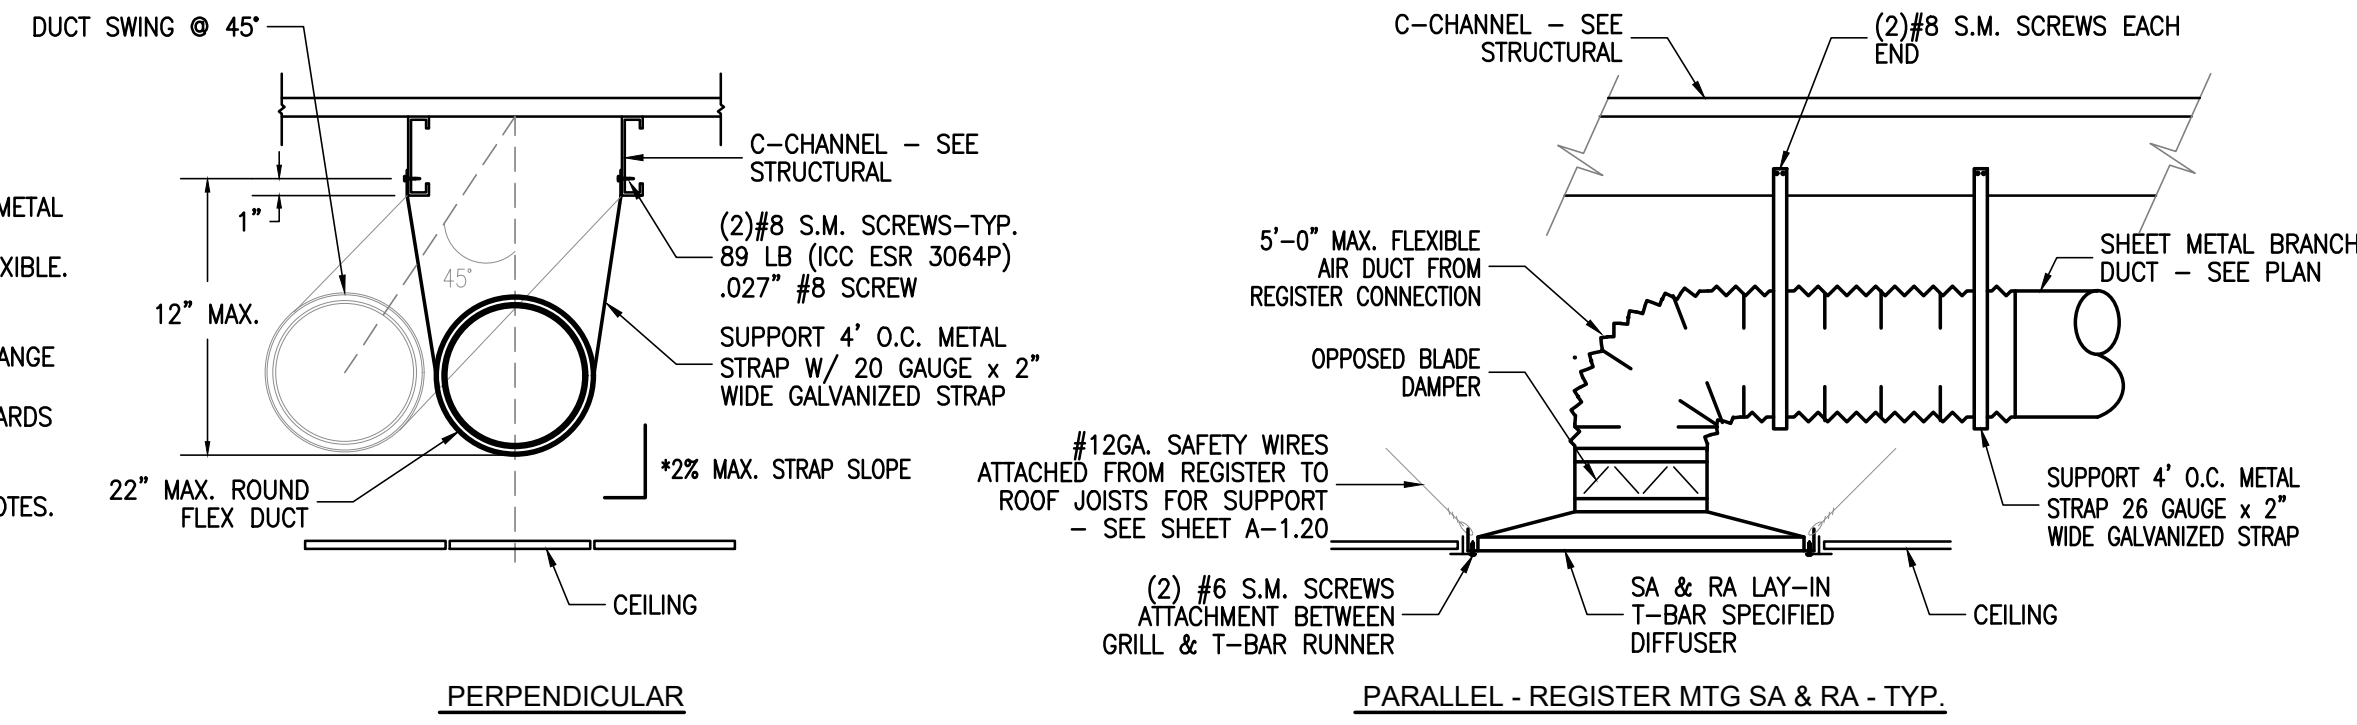 METAL
XIBLE.
ANGE
ARDS
OTES.
DUCT SWING @ 45°
1"
12" MAX.
45°
22" MAX. ROUND
FLEX DUCT
C-CHANNEL - SEE
STRUCTURAL
(2)#8 S.M. SCREWS-TYP.
89 LB (ICC ESR 3064P)
.027" #8 SCREW
SUPPORT 4' O.C. METAL
STRAP W/ 20 GAUGE x 2"
WIDE GALVANIZED STRAP
*2% MAX. STRAP SLOPE
CEILING
PERPENDICULAR
C-CHANNEL - SEE
STRUCTURAL
(2)#8 S.M. SCREWS EACH
END
5'-0" MAX. FLEXIBLE
AIR DUCT FROM
REGISTER CONNECTION
SHEET METAL BRANCH
DUCT - SEE PLAN
OPPOSED BLADE
DAMPER
#12GA. SAFETY WIRES
ATTACHED FROM REGISTER TO
ROOF JOISTS FOR SUPPORT
- SEE SHEET A-1.20
SUPPORT 4' O.C. METAL
STRAP 26 GAUGE x 2"
WIDE GALVANIZED STRAP
(2) #6 S.M. SCREWS
ATTACHMENT BETWEEN
GRILL & T-BAR RUNNER
SA & RA LAY-IN
T-BAR SPECIFIED
DIFFUSER
CEILING
PARALLEL - REGISTER MTG SA & RA - TYP.